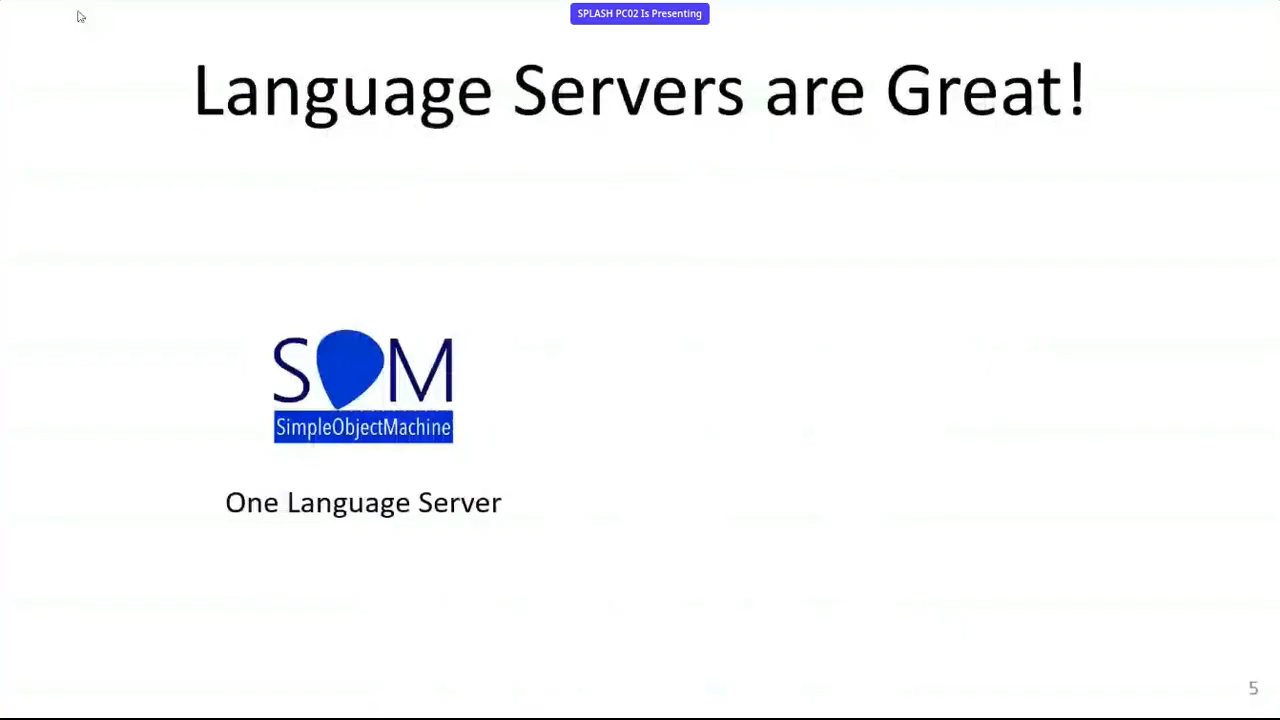 SPLASH PC02 Is Presenting
Language Servers are Great!
SOM
SimpleObjectMachine
One Language Server
5